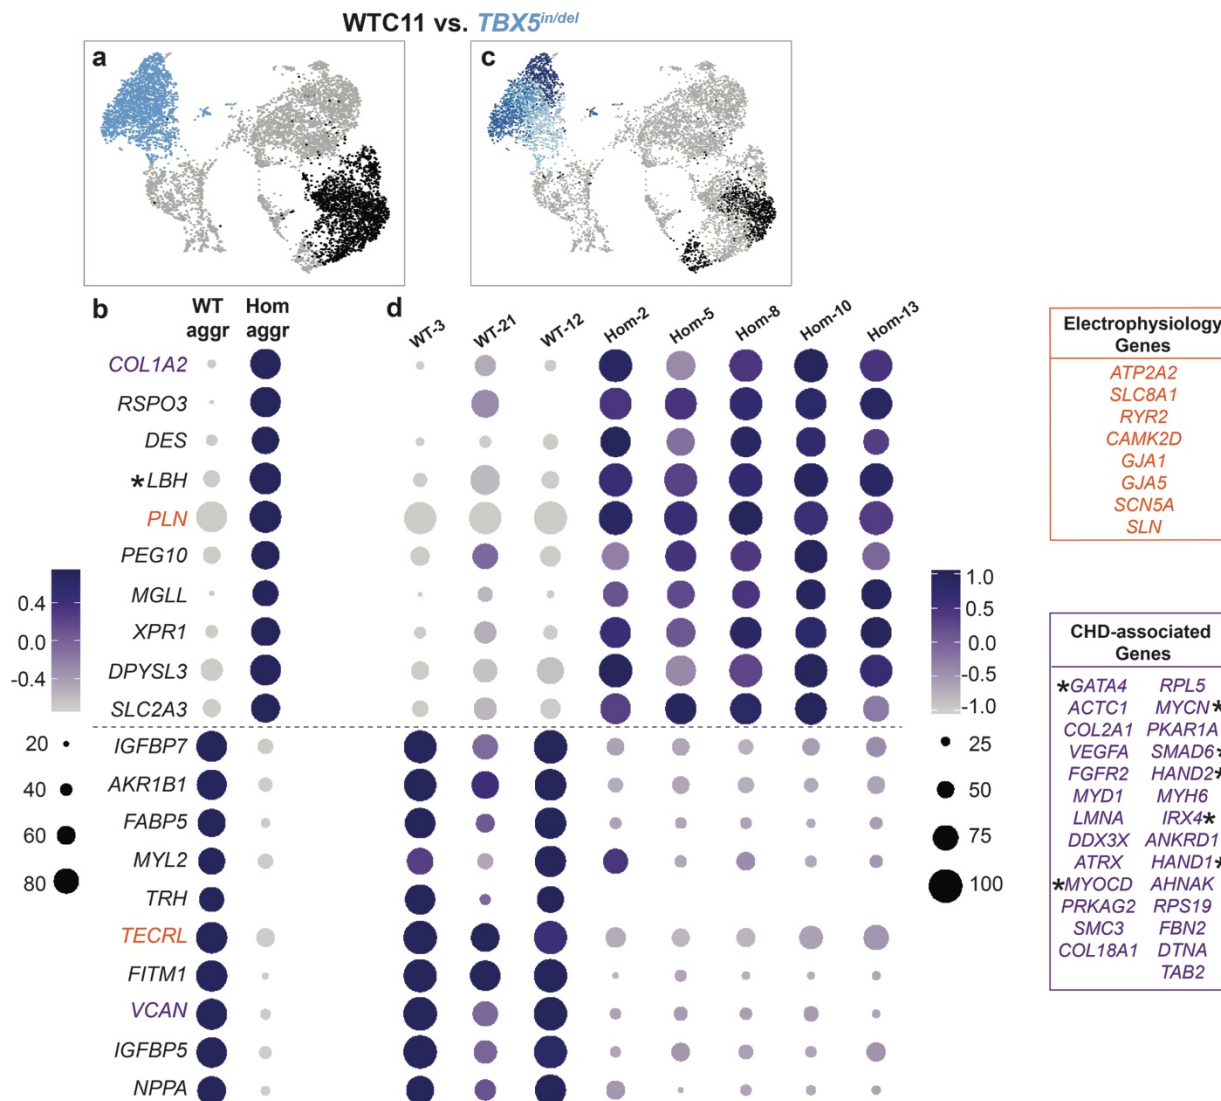 WTC11 vs. TBX5in/del
a
c
b
WT
aggr
Hom
aggr
d
WT-3
WT-21
WT-12
Hom-2
Hom-5
Hom-8
Hom-10
Hom-13
COL1A2
RSPO3
DES
*LBH
PLN
PEG10
MGLL
XPR1
DPYSL3
SLC2A3
IGFBP7
AKR1B1
FABP5
MYL2
TRH
TECRL
FITM1
VCAN
IGFBP5
NPPA
0.4
0.0
-0.4
20
40
60
80
1.0
0.5
0.0
-0.5
-1.0
25
50
75
100
Electrophysiology
Genes
ATP2A2
SLC8A1
RYR2
CAMK2D
GJA1
GJA5
SCN5A
SLN
CHD-associated
Genes
*GATA4 RPL5
ACTC1 MYCN*
COL2A1 PKAR1A
VEGFA SMAD6*
FGFR2 HAND2*
MYD1 MYH6
LMNA IRX4*
DDX3X ANKRD1
ATRX HAND1*
*MYOCD AHNAK
PRKAG2 RPS19
SMC3 FBN2
COL18A1 DTNA
TAB2